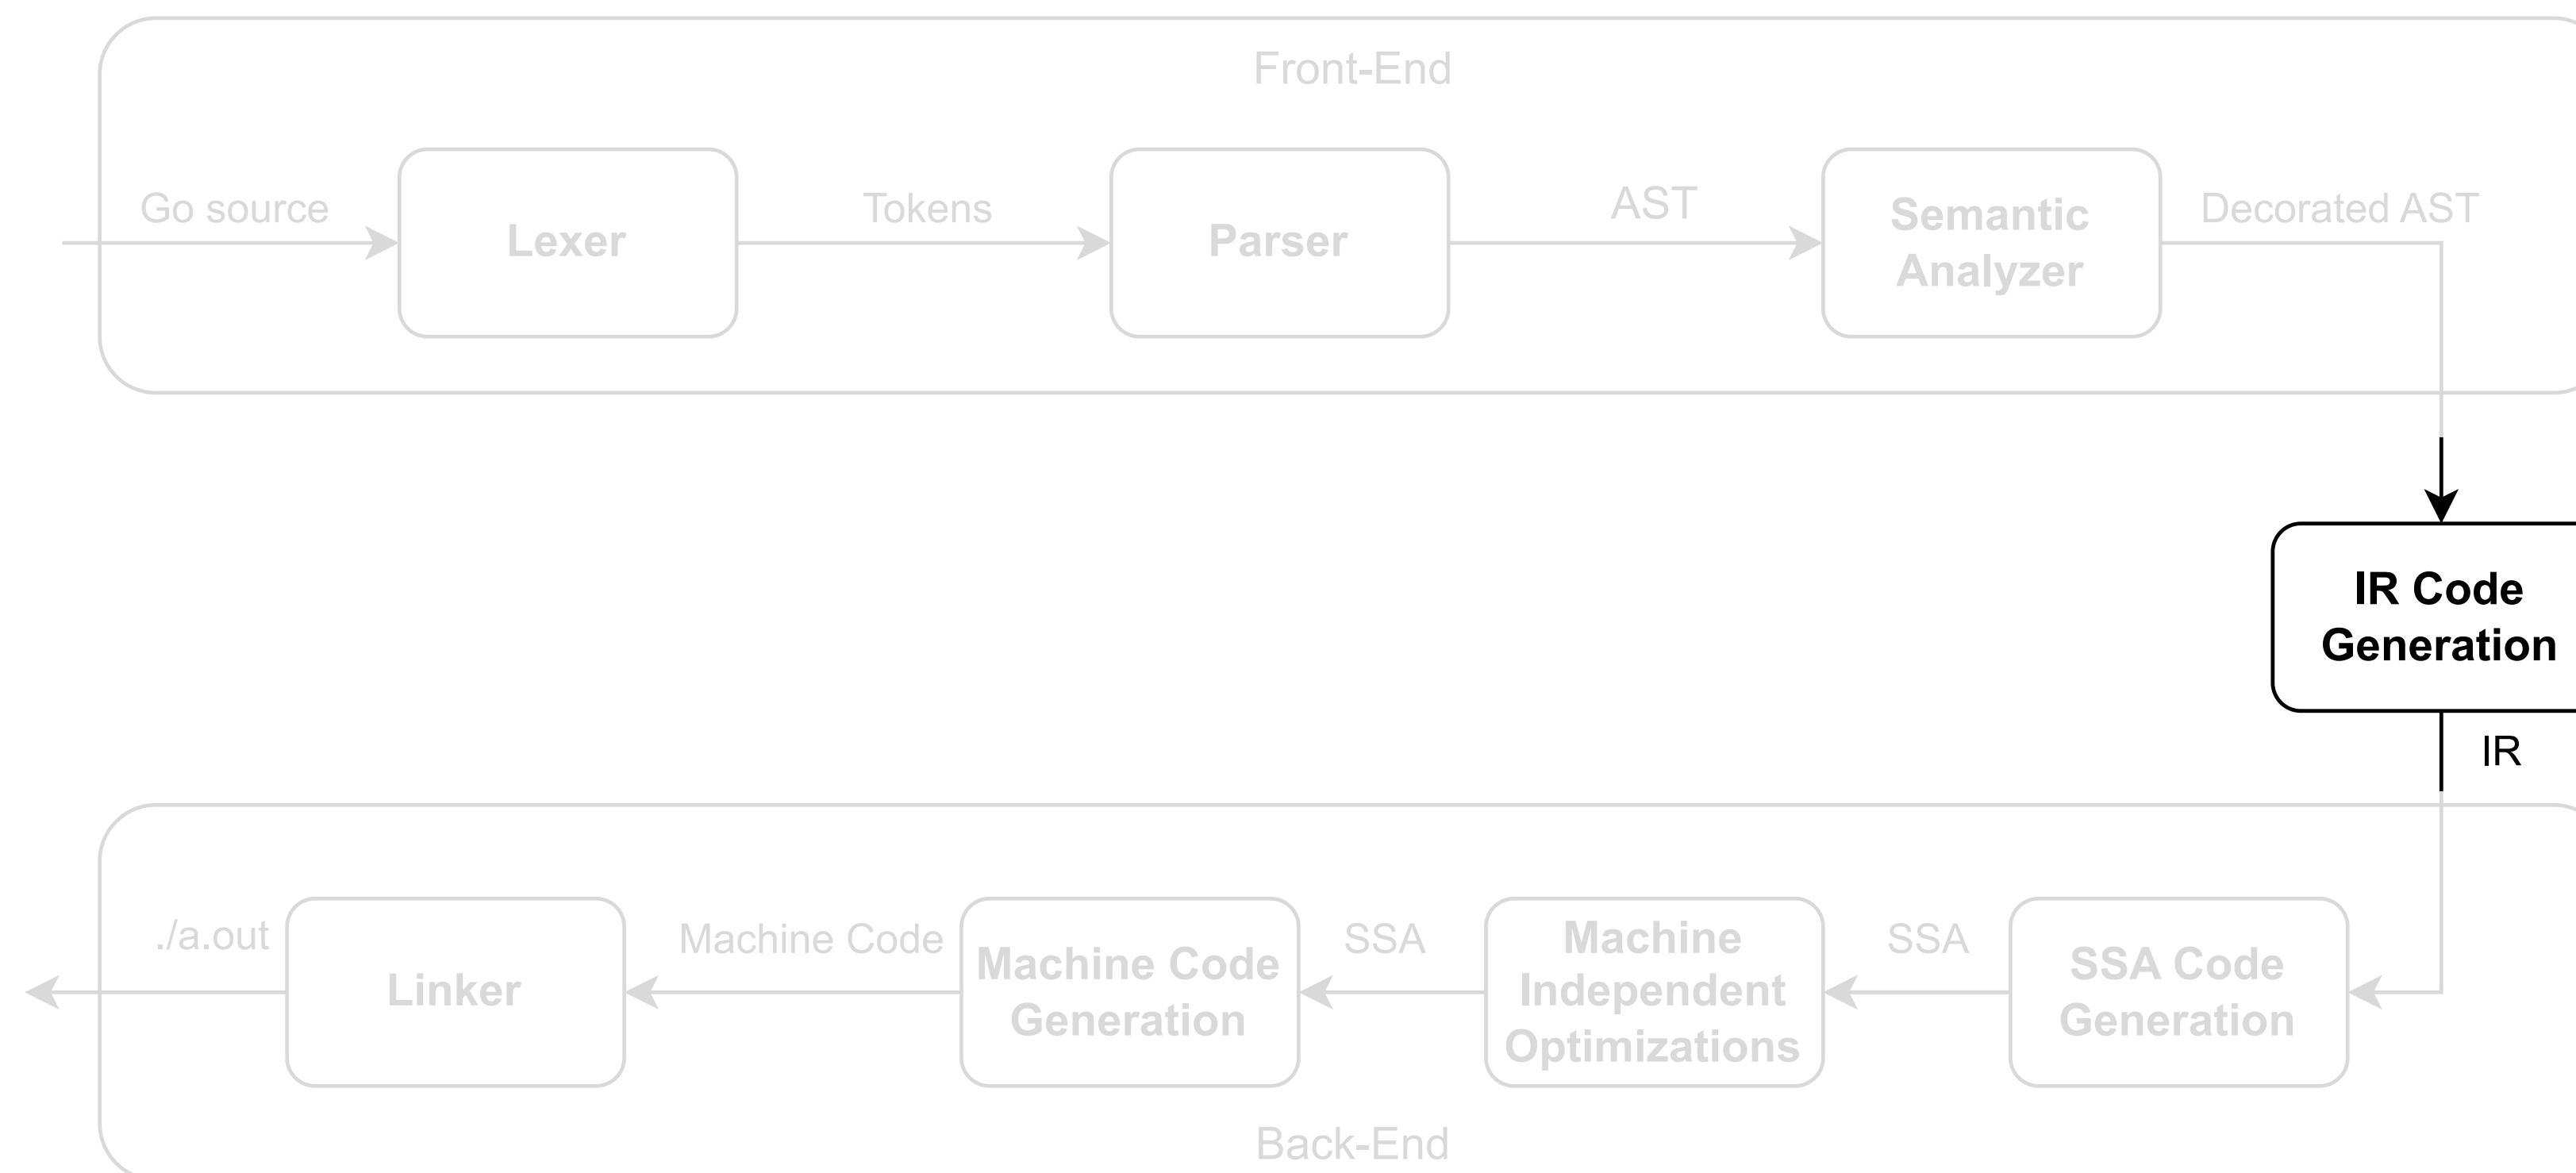 Front-End
Go source
Lexer
Tokens
Parser
AST
Semantic
Analyzer
Decorated AST
IR Code
Generation
IR
./a.out
Linker
Machine Code
Machine Code
Generation
SSA
Machine
Independent
Optimizations
SSA
SSA Code
Generation
Back-End